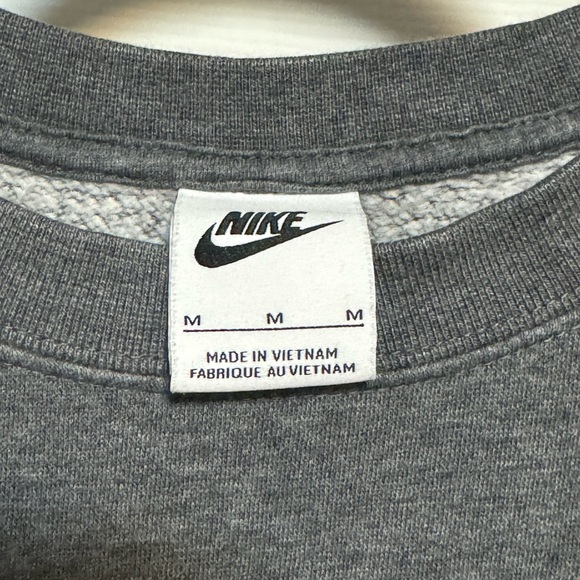 NIKE
M M M
MADE IN VIETNAM
FABRIQUE AU VIETNAM